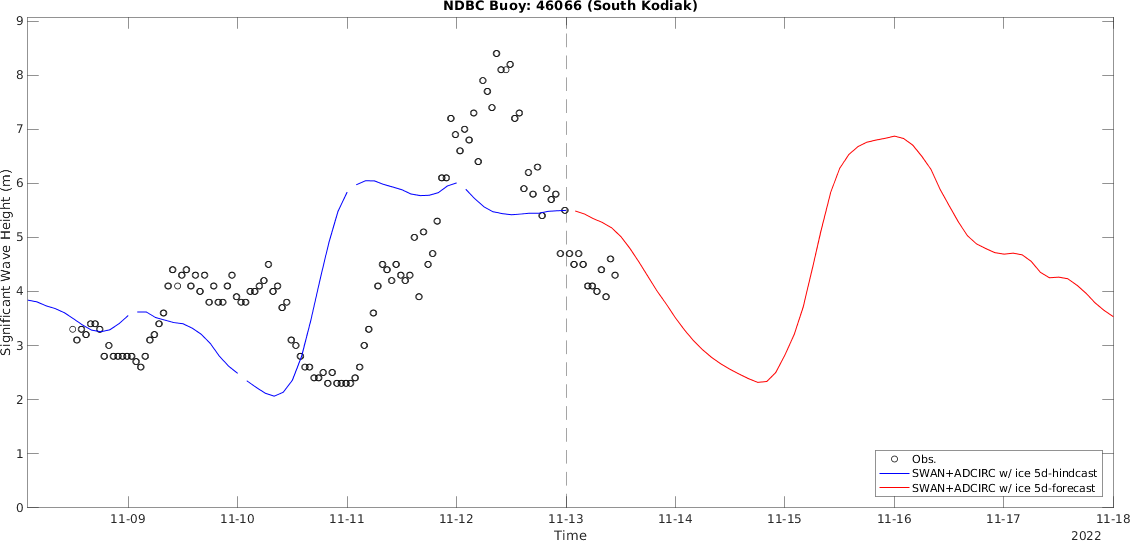 NDBC Buoy: 46066 (South Kodiak)
9
8
7
6
5
4
3
2
1
0
Significant Wave Height (m)
Obs.
SWAN+ADCIRC w/ ice 5d-hindcast
SWAN+ADCIRC w/ ice 5d-forecast
11-09 11-10 11-11 11-12 11-13 11-14 11-15 11-16 11-17 11-18
Time
2022